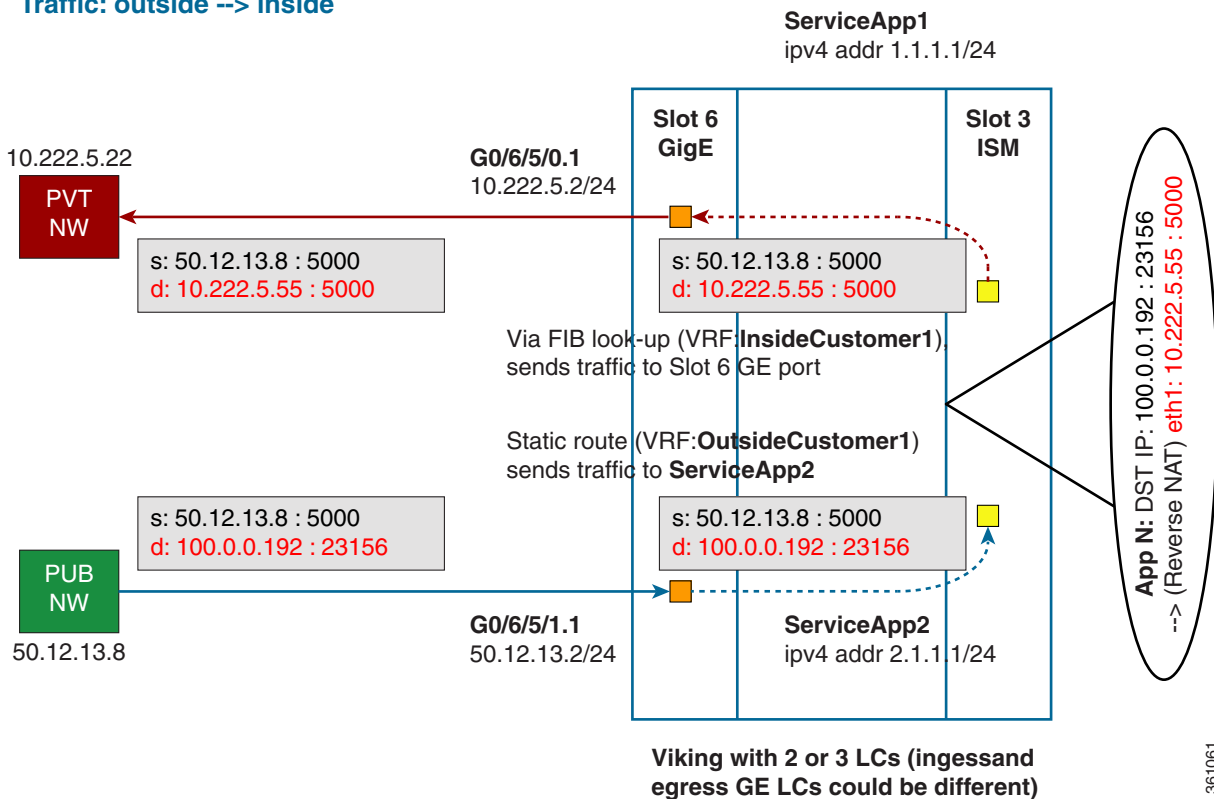 Traffic: outside --> inside
ServiceApp1
ipv4 addr 1.1.1.1/24
Slot 6
GigE
Slot 3
ISM
10.222.5.22
PVT
NW
G0/6/5/0.1
10.222.5.2/24
s: 50.12.13.8 : 5000
d: 10.222.5.55 : 5000
s: 50.12.13.8 : 5000
d: 10.222.5.55 : 5000
Via FIB look-up (VRF:InsideCustomer1),
sends traffic to Slot 6 GE port
Static route (VRF:OutsideCustomer1)
sends traffic to ServiceApp2
s: 50.12.13.8 : 5000
d: 100.0.0.192 : 23156
s: 50.12.13.8 : 5000
d: 100.0.0.192 : 23156
PUB
NW
50.12.13.8
G0/6/5/1.1
50.12.13.2/24
ServiceApp2
ipv4 addr 2.1.1.1/24
App N: DST IP: 100.0.0.192 : 23156
--> (Reverse NAT) eth1: 10.222.5.55 : 5000
Viking with 2 or 3 LCs (ingessand
egress GE LCs could be different)
361061